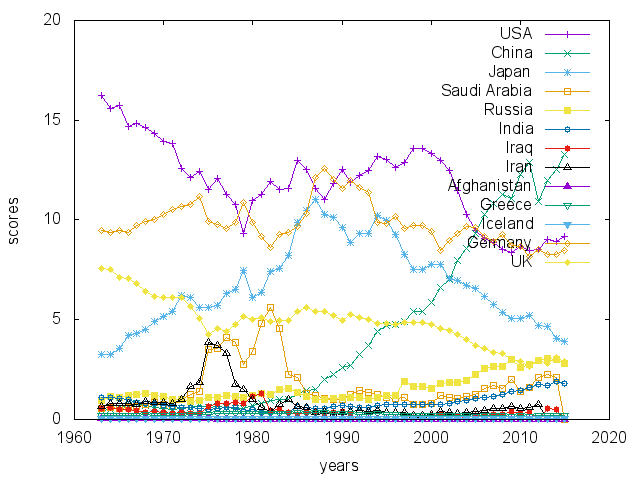 20
15
10
5
0
scores
1960
1970
1980
1990
2000
2010
2020
years
USA
China
Japan
Saudi Arabia
Russia
India
Iraq
Iran
Afghanistan
Greece
Iceland
Germany
UK